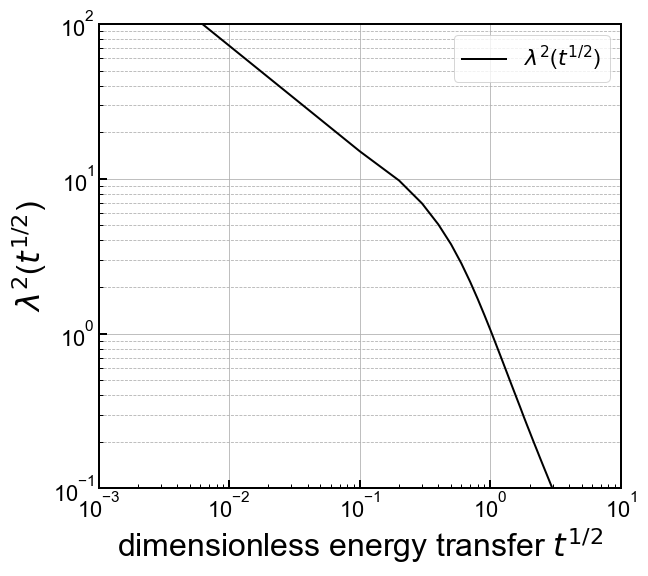 10²
λ²(t^{1/2})
10¹
λ²(t^{1/2})
10⁰
10⁻¹
10⁻³ 10⁻² 10⁻¹ 10⁰ 10¹
dimensionless energy transfer t^{1/2}